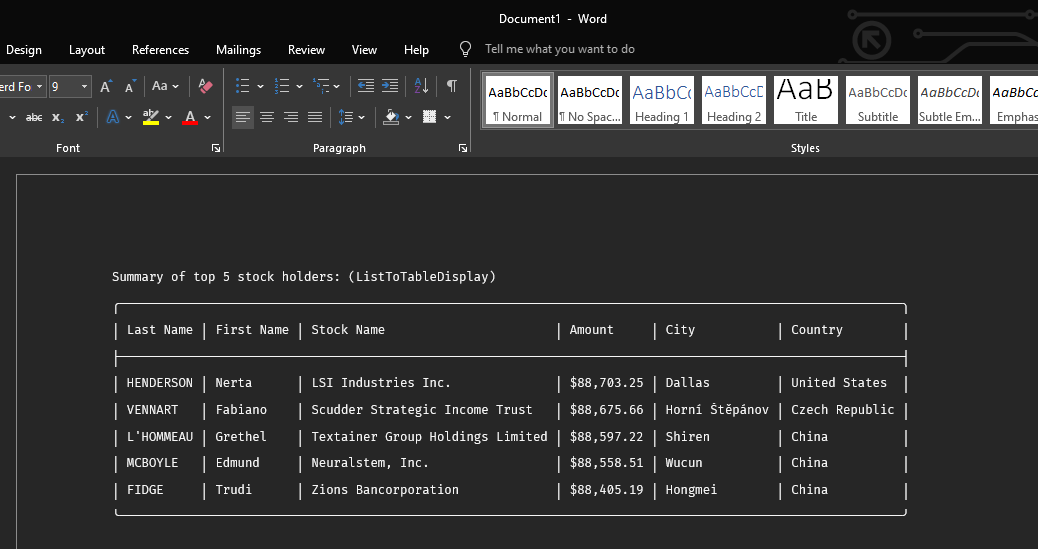 Document1 - Word
Design Layout References Mailings Review View Help Tell me what you want to do
erd Fo 9 Aa A
AaBbCcDc AaBbCcDc AaBbCc AaBbCcD AaB AaBbCcDc AaBbCcDc AaBbCc
abc x₂ x² A ab A
¶ Normal ¶ No Spac... Heading 1 Heading 2 Title Subtitle Subtle Em... Emphas
Font Paragraph Styles
Summary of top 5 stock holders: (ListToTableDisplay)
Last Name | First Name | Stock Name | Amount | City | Country
HENDERSON | Nerta | LSI Industries Inc. | $88,703.25 | Dallas | United States
VENNART | Fabiano | Scudder Strategic Income Trust | $88,675.66 | Horní Štěpánov | Czech Republic
L'HOMMEAU | Grethel | Textainer Group Holdings Limited | $88,597.22 | Shiren | China
MCBOYLE | Edmund | Neuralstem, Inc. | $88,558.51 | Wucun | China
FIDGE | Trudi | Zions Bancorporation | $88,405.19 | Hongmei | China